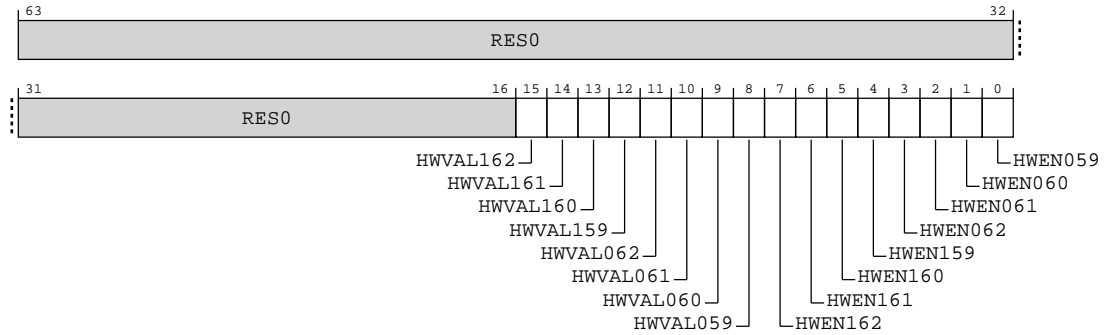 63 32
RES0
31 16 15 14 13 12 11 10 9 8 7 6 5 4 3 2 1 0
RES0
HWVAL162 HWEN059
HWVAL161 HWEN060
HWVAL160 HWEN061
HWVAL159 HWEN062
HWVAL062 HWEN159
HWVAL061 HWEN160
HWVAL060 HWEN161
HWVAL059 HWEN162